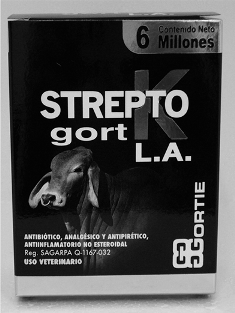 6 Contenido Neto
Millones
STREPTO K
gort
L.A.
ANTIBIÓTICO, ANALGÉSICO Y ANTIPIRÉTICO,
ANTIINFLAMATORIO NO ESTEROIDAL
Reg. SAGARPA Q-1167-032
USO VETERINARIO
GORTIE